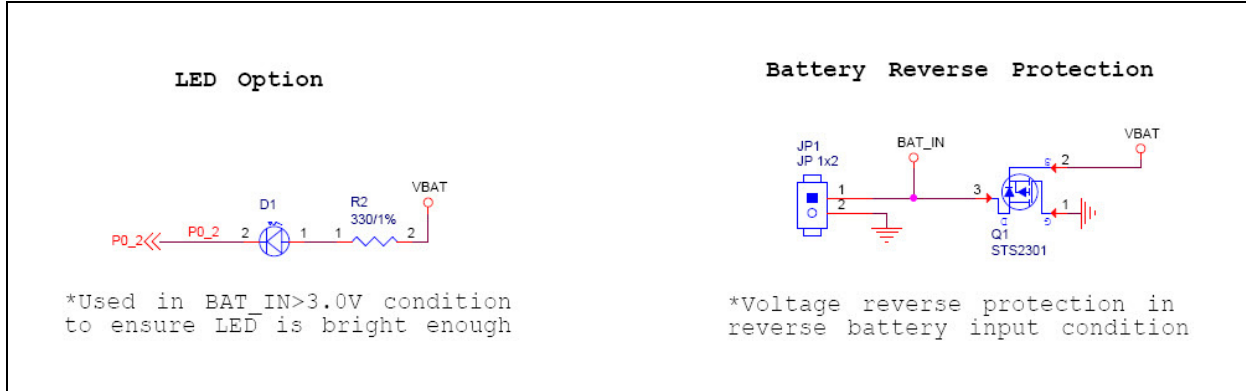 LED Option
VBAT
D1
R2
330/1%
P0_2
P0_2
2
1
1
2
*Used in BAT_IN>3.0V condition
to ensure LED is bright enough
Battery Reverse Protection
JP1
JP 1x2
BAT_IN
VBAT
1
2
3
S
2
D
G
1
Q1
STS2301
*Voltage reverse protection in
reverse battery input condition